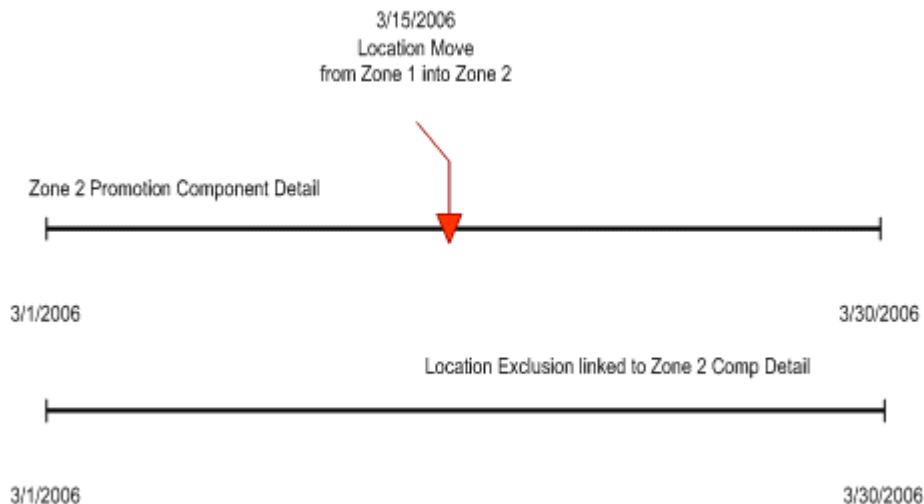 3/15/2006
Location Move
from Zone 1 into Zone 2
Zone 2 Promotion Component Detail
3/1/2006
3/30/2006
Location Exclusion linked to Zone 2 Comp Detail
3/1/2006
3/30/2006